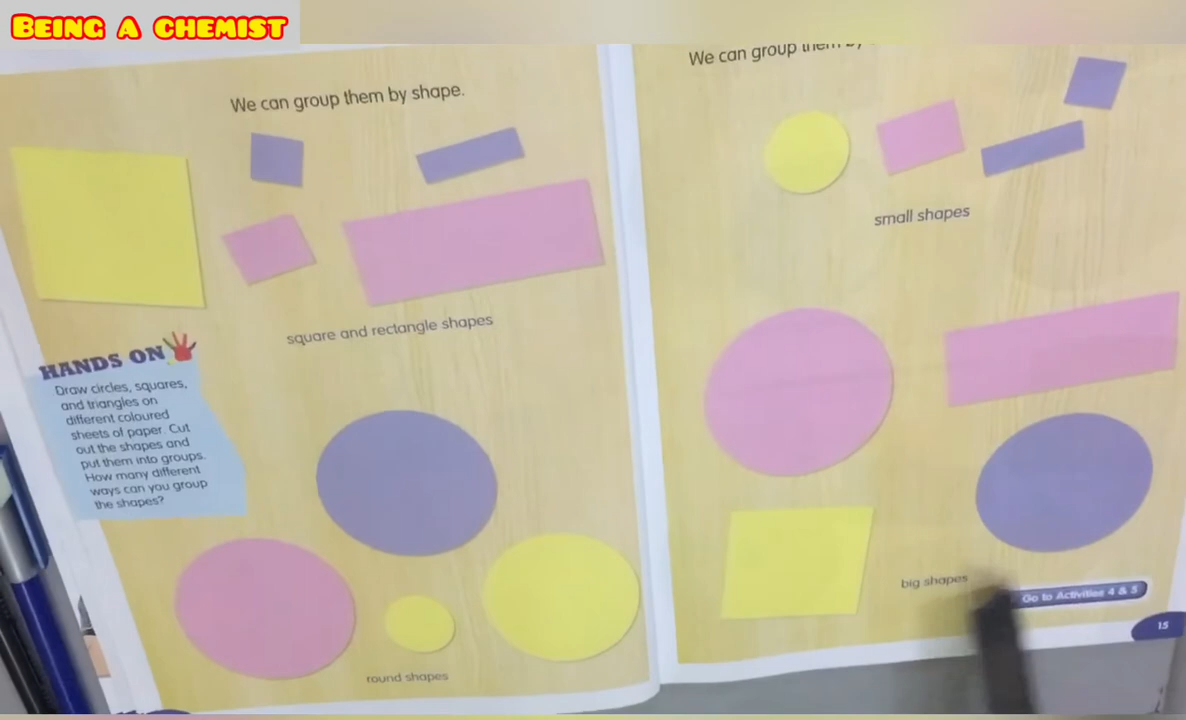 BEING A CHEMIST
We can group them by shape.
square and rectangle shapes
HANDS ON
Draw circles, squares,
and triangles on
different coloured
sheets of paper. Cut
out the shapes and
put them into groups.
How many different
ways can you group
the shapes?
round shapes
We can group them by
small shapes
big shapes
Go to Activities 4 & 5
15